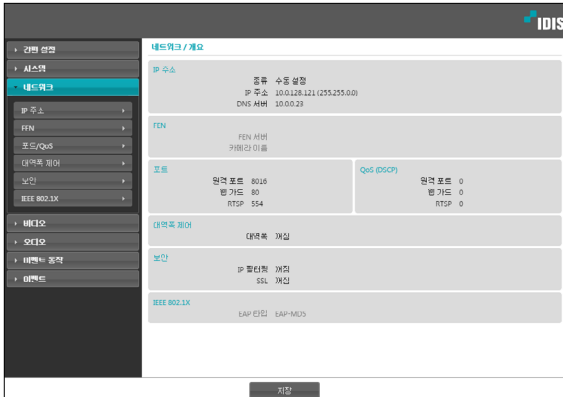 IDIS
간편 설정
시스템
네트워크
IP 주소
FEN
포트/QoS
대역폭 제어
보안
IEEE 802.1X
비디오
오디오
이벤트 동작
이벤트
네트워크 / 개요
IP 주소
종류 수동 설정
IP 주소 10.0.128.121 (255.255.0.0)
DNS 서버 10.0.0.23
FEN
FEN 서버
카메라 이름
포트
원격 포트 8016
웹 가드 80
RTSP 554
QoS (DSCP)
원격 포트 0
웹 가드 0
RTSP 0
대역폭 제어
대역폭 꺼짐
보안
IP 필터링 꺼짐
SSL 꺼짐
IEEE 802.1X
EAP 타입 EAP-MD5
저장